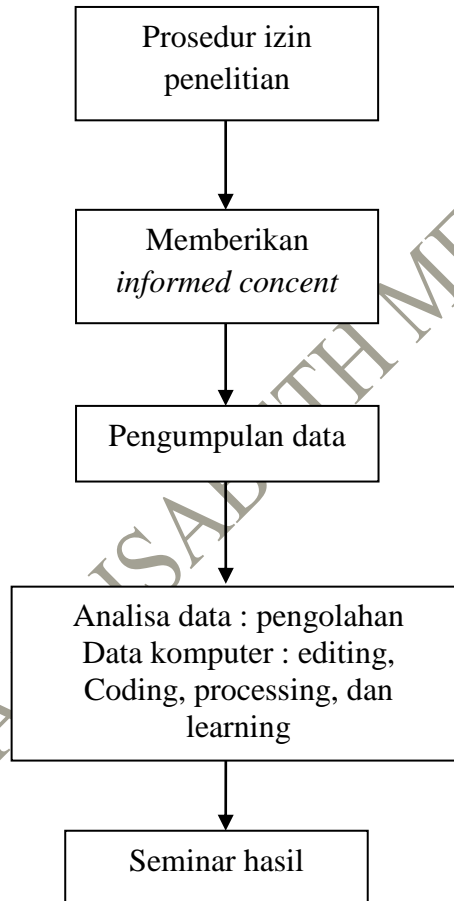 Prosedur izin
penelitian
Memberikan
informed concent
Pengumpulan data
Analisa data : pengolahan
Data komputer : editing,
Coding, processing, dan
learning
Seminar hasil